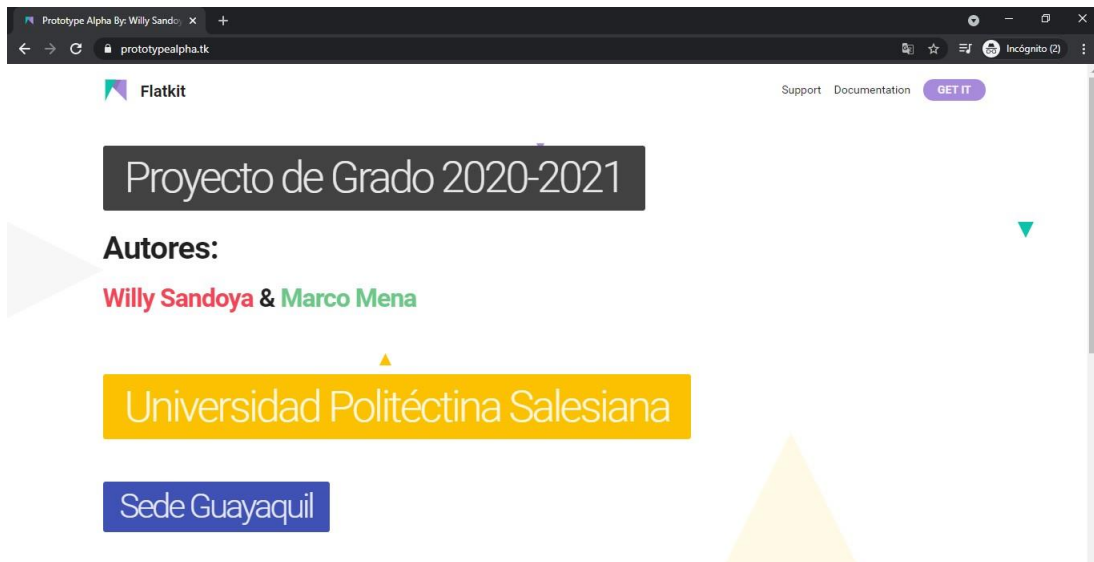 Prototype Alpha By: Willy Sandoy
prototypealpha.tk
Incógnito (2)
Flatkit
Support Documentation GET IT
Proyecto de Grado 2020-2021
Autores:
Willy Sandoya & Marco Mena
Universidad Politéctina Salesiana
Sede Guayaquil